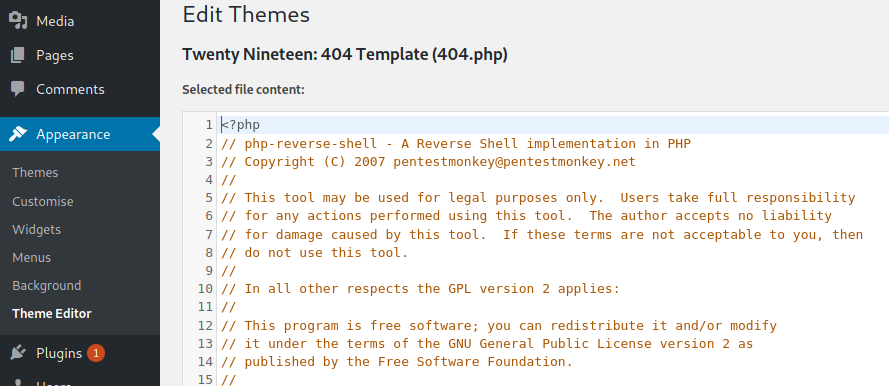 Media
Pages
Comments
Appearance
Themes
Customise
Widgets
Menus
Background
Theme Editor
Plugins 1
Users
Edit Themes
Twenty Nineteen: 404 Template (404.php)
Selected file content:
1 <?php
2 // php-reverse-shell - A Reverse Shell implementation in PHP
3 // Copyright (C) 2007 pentestmonkey@pentestmonkey.net
4 //
5 // This tool may be used for legal purposes only.  Users take full responsibility
6 // for any actions performed using this tool.  The author accepts no liability
7 // for damage caused by this tool.  If these terms are not acceptable to you, then
8 // do not use this tool.
9 //
10 // In all other respects the GPL version 2 applies:
11 //
12 // This program is free software; you can redistribute it and/or modify
13 // it under the terms of the GNU General Public License version 2 as
14 // published by the Free Software Foundation.
15 //